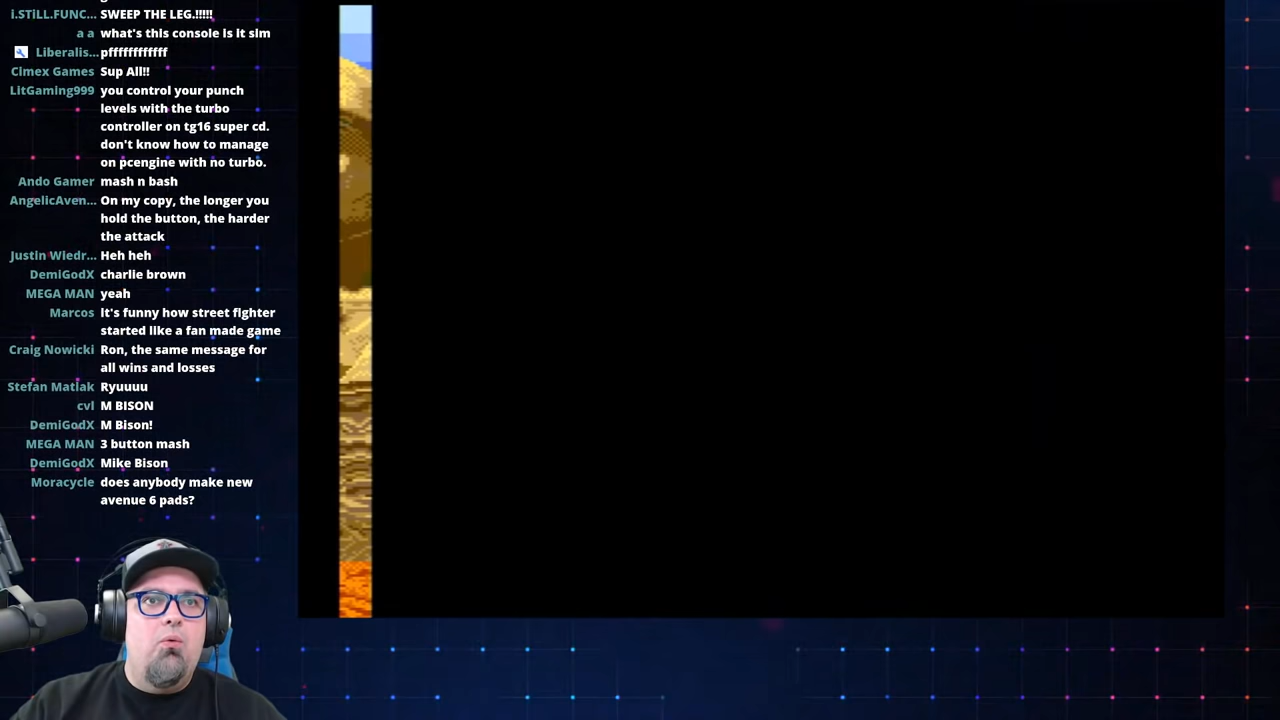 i.STiLL.FUNC... SWEEP THE LEG.!!!!!
a a what's this console is it slm
Liberalis... pffffffffffff
Cimex Games Sup All!!
LitGaming999 you control your punch
levels with the turbo
controller on tg16 super cd.
don't know how to manage
on pcengine with no turbo.
Ando Gamer mash n bash
AngelicAven... On my copy, the longer you
hold the button, the harder
the attack
Justin Wiedr... Heh heh
DemiGodX charlie brown
MEGA MAN yeah
Marcos It's funny how street fighter
started like a fan made game
Craig Nowicki Ron, the same message for
all wins and losses
Stefan Matlak Ryuuuu
cvl M BISON
DemiGodX M Bison!
MEGA MAN 3 button mash
DemiGodX Mike Bison
Moracycle does anybody make new
avenue 6 pads?